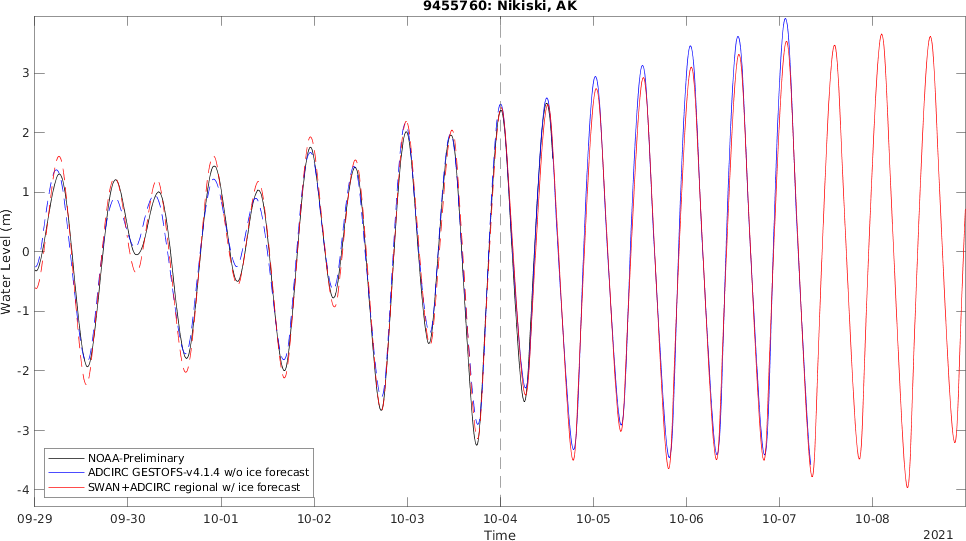 9455760: Nikiski, AK
Water Level (m)
3
2
1
0
-1
-2
-3
-4
NOAA-Preliminary
ADCIRC GESTOFS-v4.1.4 w/o ice forecast
SWAN+ADCIRC regional w/ ice forecast
09-29 09-30 10-01 10-02 10-03 10-04 10-05 10-06 10-07 10-08
Time
2021